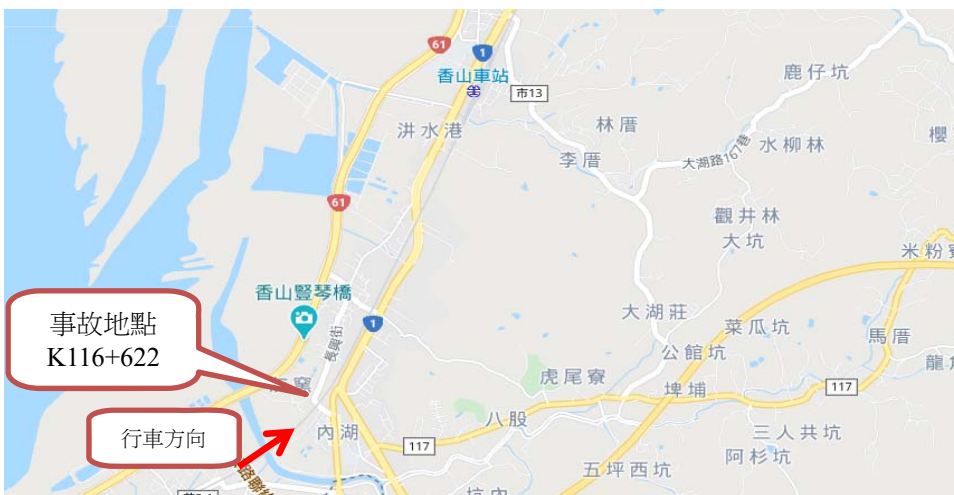 61
1
香山車站
市13
鹿仔坑
洪水港
林厝
水柳林
櫻
李厝
大湖路167巷
61
觀井林
大坑
米粉寮
香山豎琴橋
大湖莊
菜瓜坑
1
長興街
馬厝
公館坑
事故地點
K116+622
虎尾寮
埤埔
117
八股
內湖
三人共坑
行車方向
117
阿杉坑
五坪西坑
路聯絡